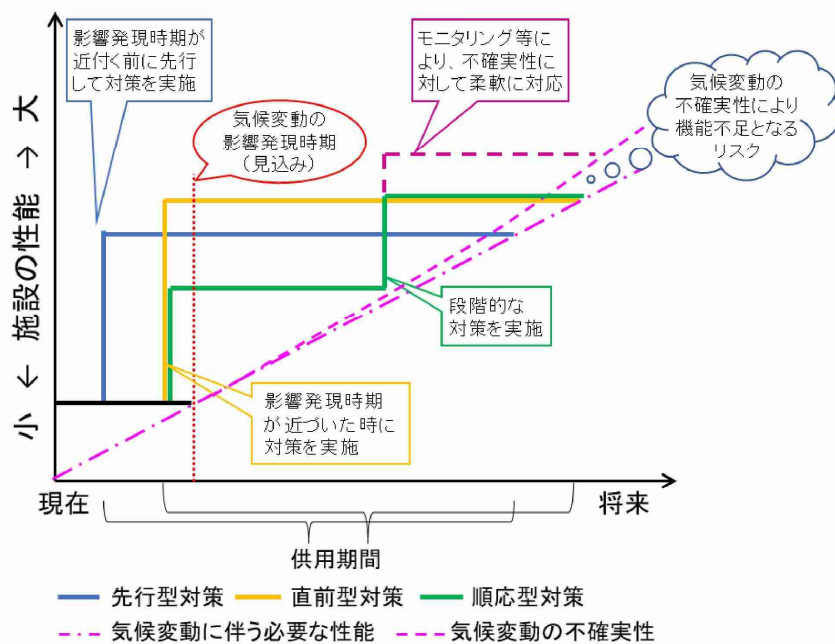 影響発現時期が
近付く前に先行
して対策を実施
モニタリング等に
より、不確実性に
対して柔軟に対応
気候変動の
不確実性により
機能不足となる
リスク
気候変動の
影響発現時期
（見込み）
小 ← 施設の性能 → 大
段階的な
対策を実施
影響発現時期
が近づいた時に
対策を実施
現在
将来
供用期間
先行型対策
直前型対策
順応型対策
気候変動に伴う必要な性能
気候変動の不確実性